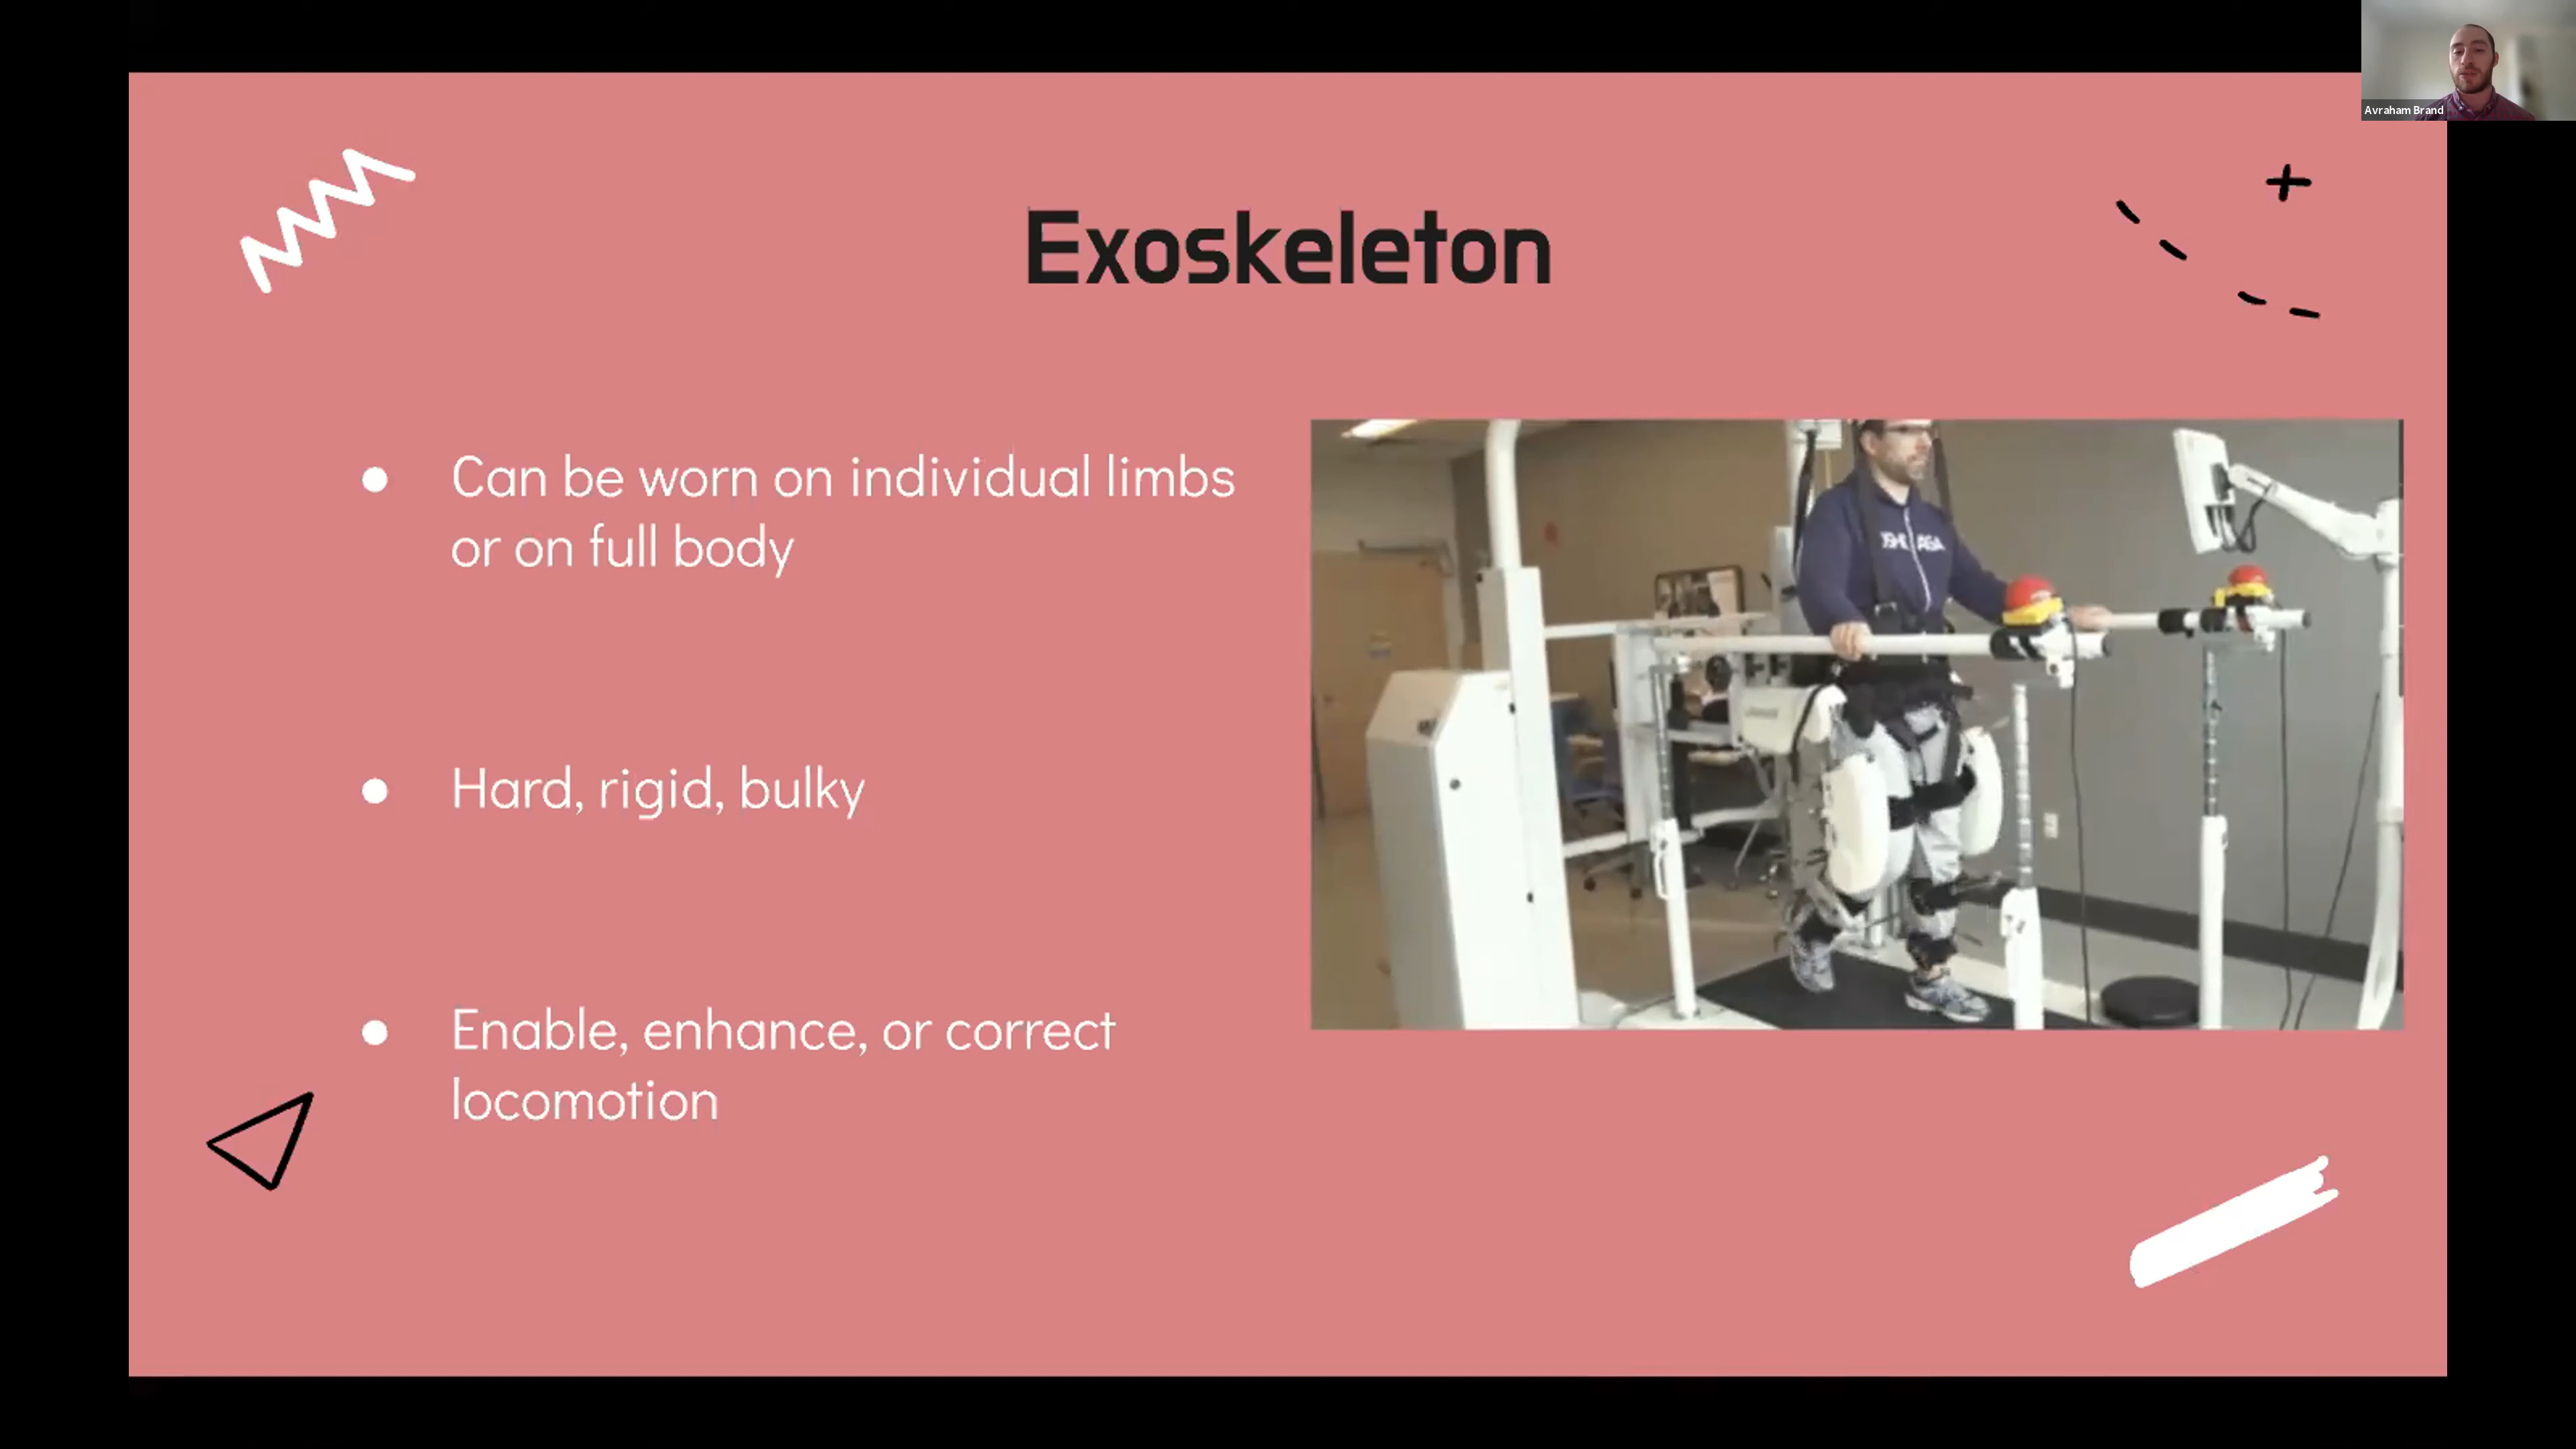 Avraham Brand
Exoskeleton
Can be worn on individual limbs
or on full body
Hard, rigid, bulky
Enable, enhance, or correct
locomotion